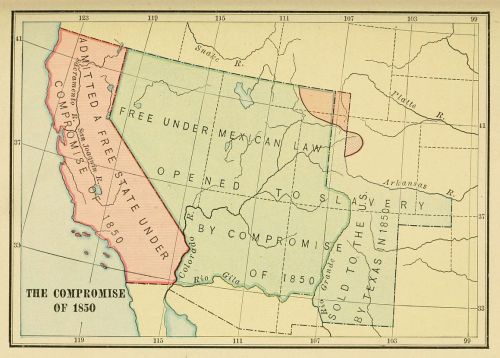 123
119
115
111
107
103
99
41
37
33
41
37
33
119
115
111
107
103
99
Snake R.
Platte R.
Arkansas R.
Sacramento R.
San Joaquin R.
Colorado R.
Rio Gila
Rio Grande
ADMITTED A FREE STATE UNDER
COMPROMISE OF 1850
FREE UNDER MEXICAN LAW
OPENED TO SLAVERY
BY COMPROMISE
OF 1850
SOLD TO THE U.S.
BY TEXAS IN 1850
THE COMPROMISE
OF 1850